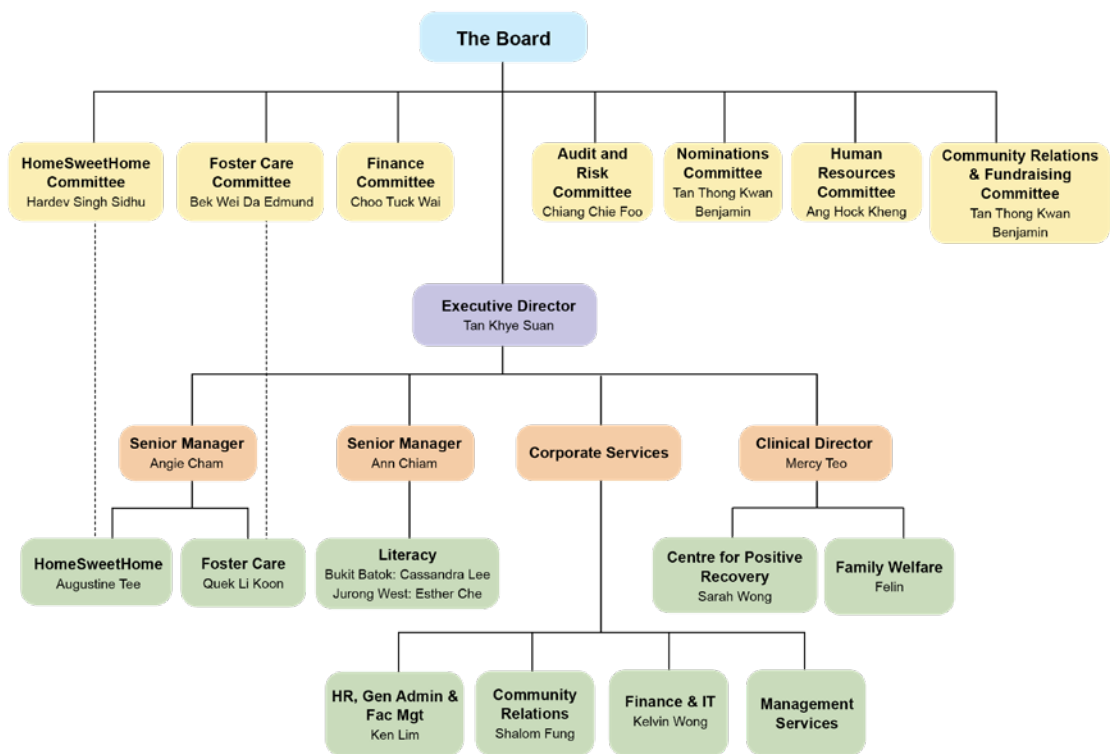 The Board
HomeSweetHome
Committee
Hardev Singh Sidhu
Foster Care
Committee
Bek Wei Da Edmund
Finance
Committee
Choo Tuck Wai
Audit and
Risk
Committee
Chiang Chie Foo
Nominations
Committee
Tan Thong Kwan
Benjamin
Human
Resources
Committee
Ang Hock Kheng
Community Relations
& Fundraising
Committee
Tan Thong Kwan
Benjamin
Executive Director
Tan Khye Suan
Senior Manager
Angie Cham
Senior Manager
Ann Chiam
Corporate Services
Clinical Director
Mercy Teo
HomeSweetHome
Augustine Tee
Foster Care
Quek Li Koon
Literacy
Bukit Batok: Cassandra Lee
Jurong West: Esther Che
Centre for Positive
Recovery
Sarah Wong
Family Welfare
Felin
HR, Gen Admin &
Fac Mgt
Ken Lim
Community
Relations
Shalom Fung
Finance & IT
Kelvin Wong
Management
Services